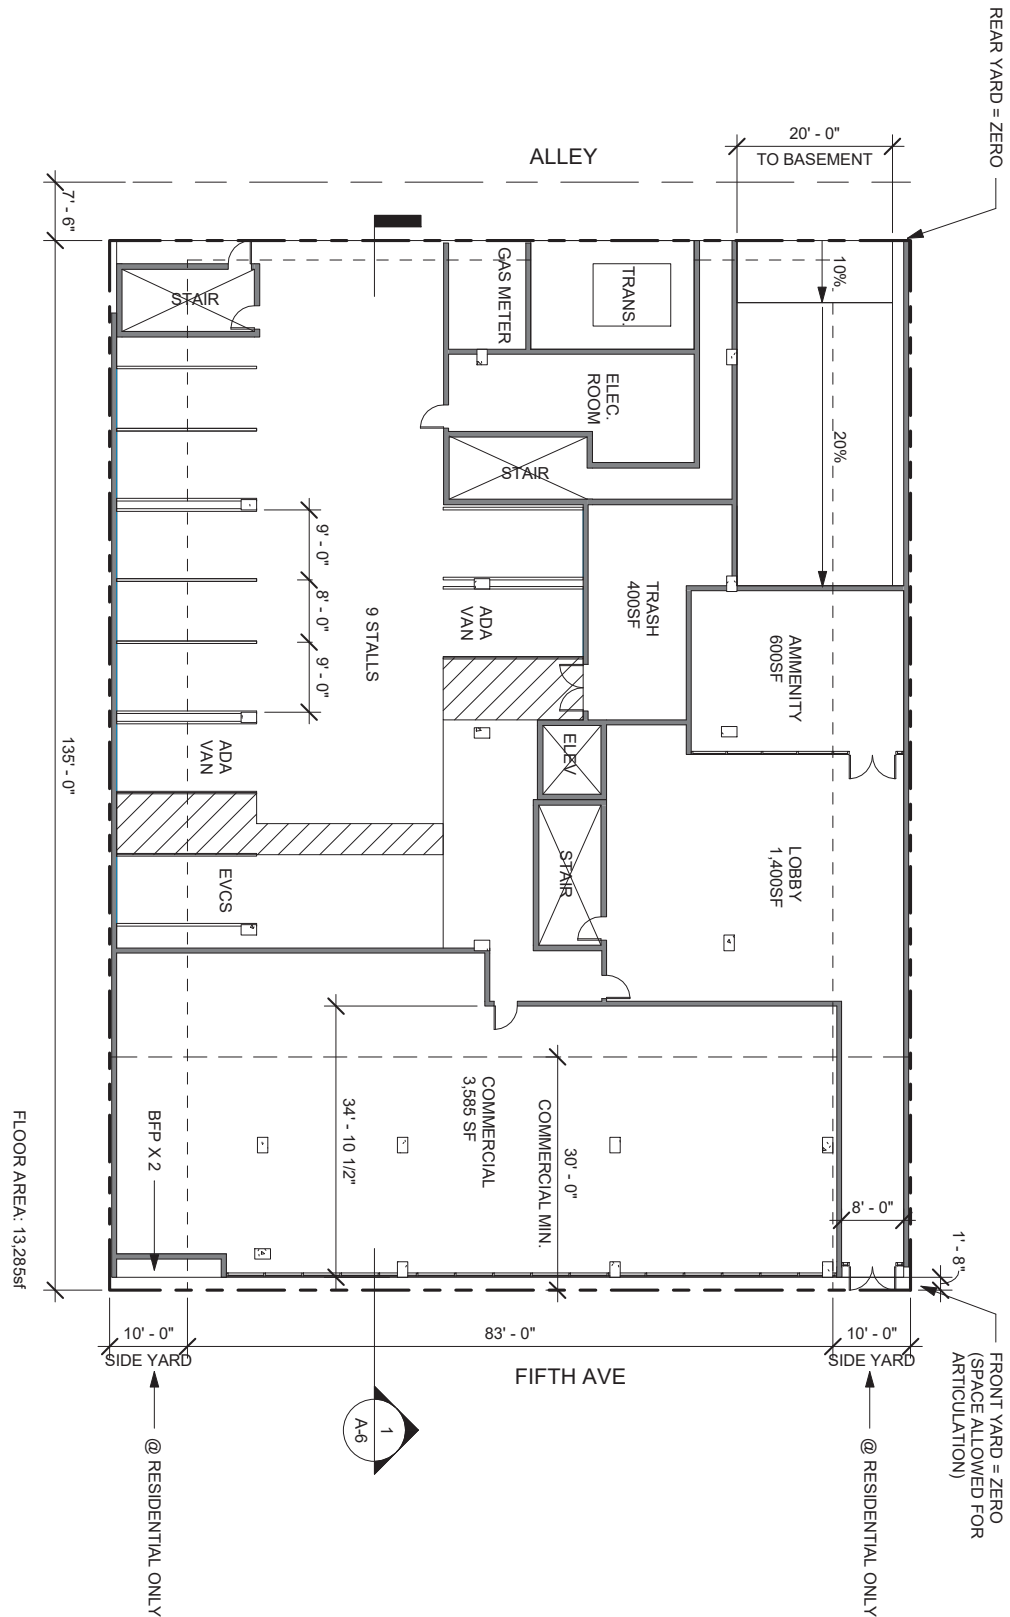 REAR YARD = ZERO
20' - 0"
TO BASEMENT
ALLEY
7' - 6"
10%
20%
GAS METER
TRANS.
STAIR
ELEC.
ROOM
STAIR
9' - 0"
8' - 0"
9' - 0"
9 STALLS
ADA
VAN
TRASH
400SF
AMMENITY
600SF
ADA
VAN
ELEV
135' - 0"
STAIR
LOBBY
1,400SF
EVCS
COMMERCIAL
3,585 SF
34' - 10 1/2"
COMMERCIAL MIN.
30' - 0"
BFP X 2
8' - 0"
1' - 8"
FLOOR AREA: 13,285sf
10' - 0"
SIDE YARD
83' - 0"
FIFTH AVE
10' - 0"
SIDE YARD
FRONT YARD = ZERO
(SPACE ALLOWED FOR
ARTICULATION)
1
A-6
@ RESIDENTIAL ONLY
@ RESIDENTIAL ONLY